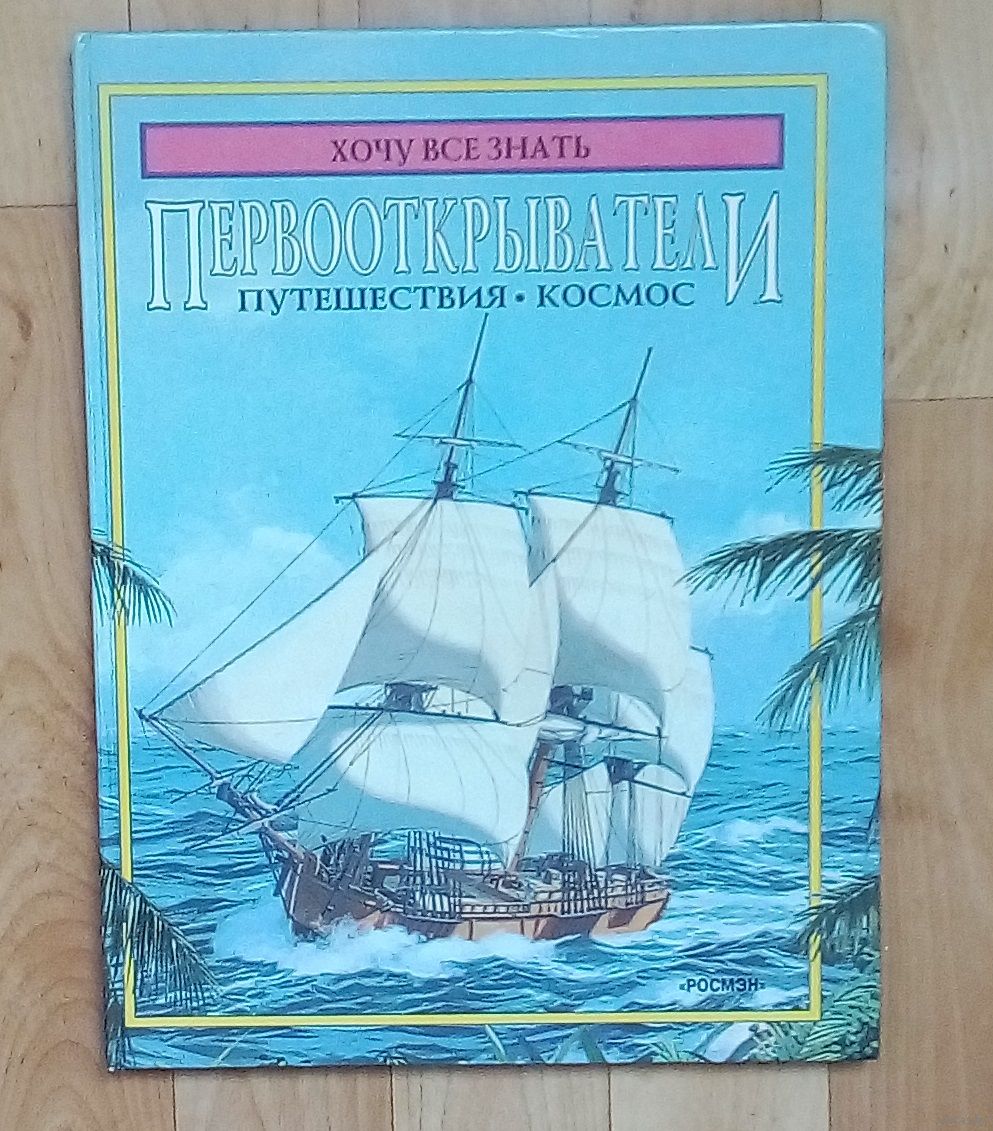 ХОЧУ ВСЕ ЗНАТЬ
ПЕРВООТКРЫВАТЕЛИ
ПУТЕШЕСТВИЯ • КОСМОС
«РОСМЭН»